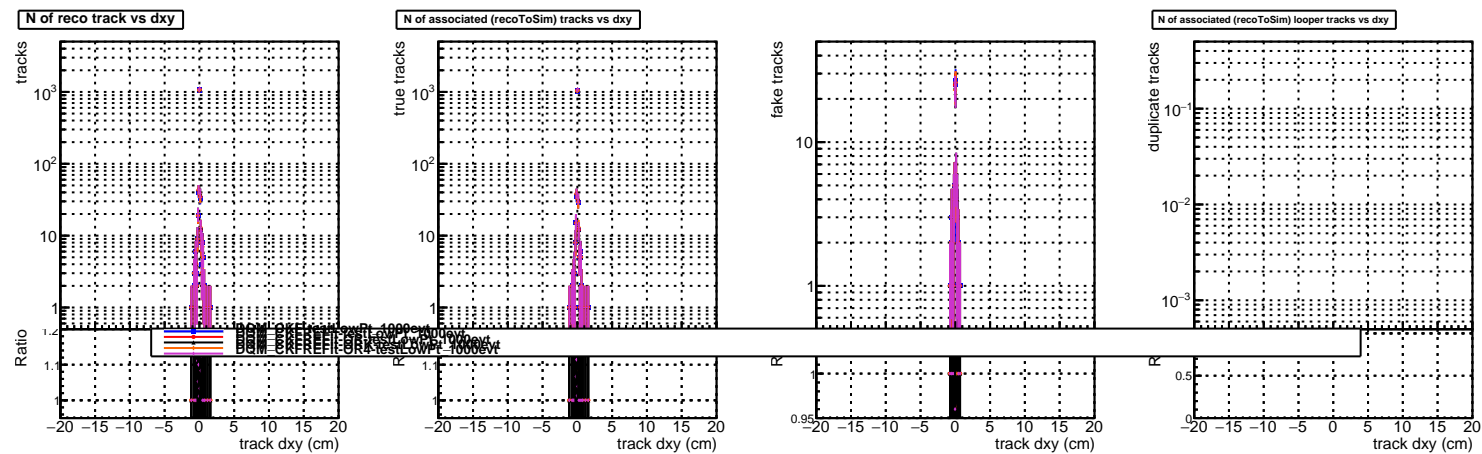 N of reco track vs dxy
tracks
10³
10²
10
1
Ratio
1.1
1
−20 −15 −10 −5 0 5 10 15 20
track dxy (cm)
N of associated (recoToSim) tracks vs dxy
true tracks
10³
10²
10
1
−20 −15 −10 −5 0 5 10 15 20
track dxy (cm)
fake tracks
10
1
1
0.95
−20 −15 −10 −5 0 5 10 15 20
track dxy (cm)
N of associated (recoToSim) looper tracks vs dxy
duplicate tracks
10⁻¹
10⁻²
10⁻³
0.5
0
−20 −15 −10 −5 0 5 10 15 20
track dxy (cm)